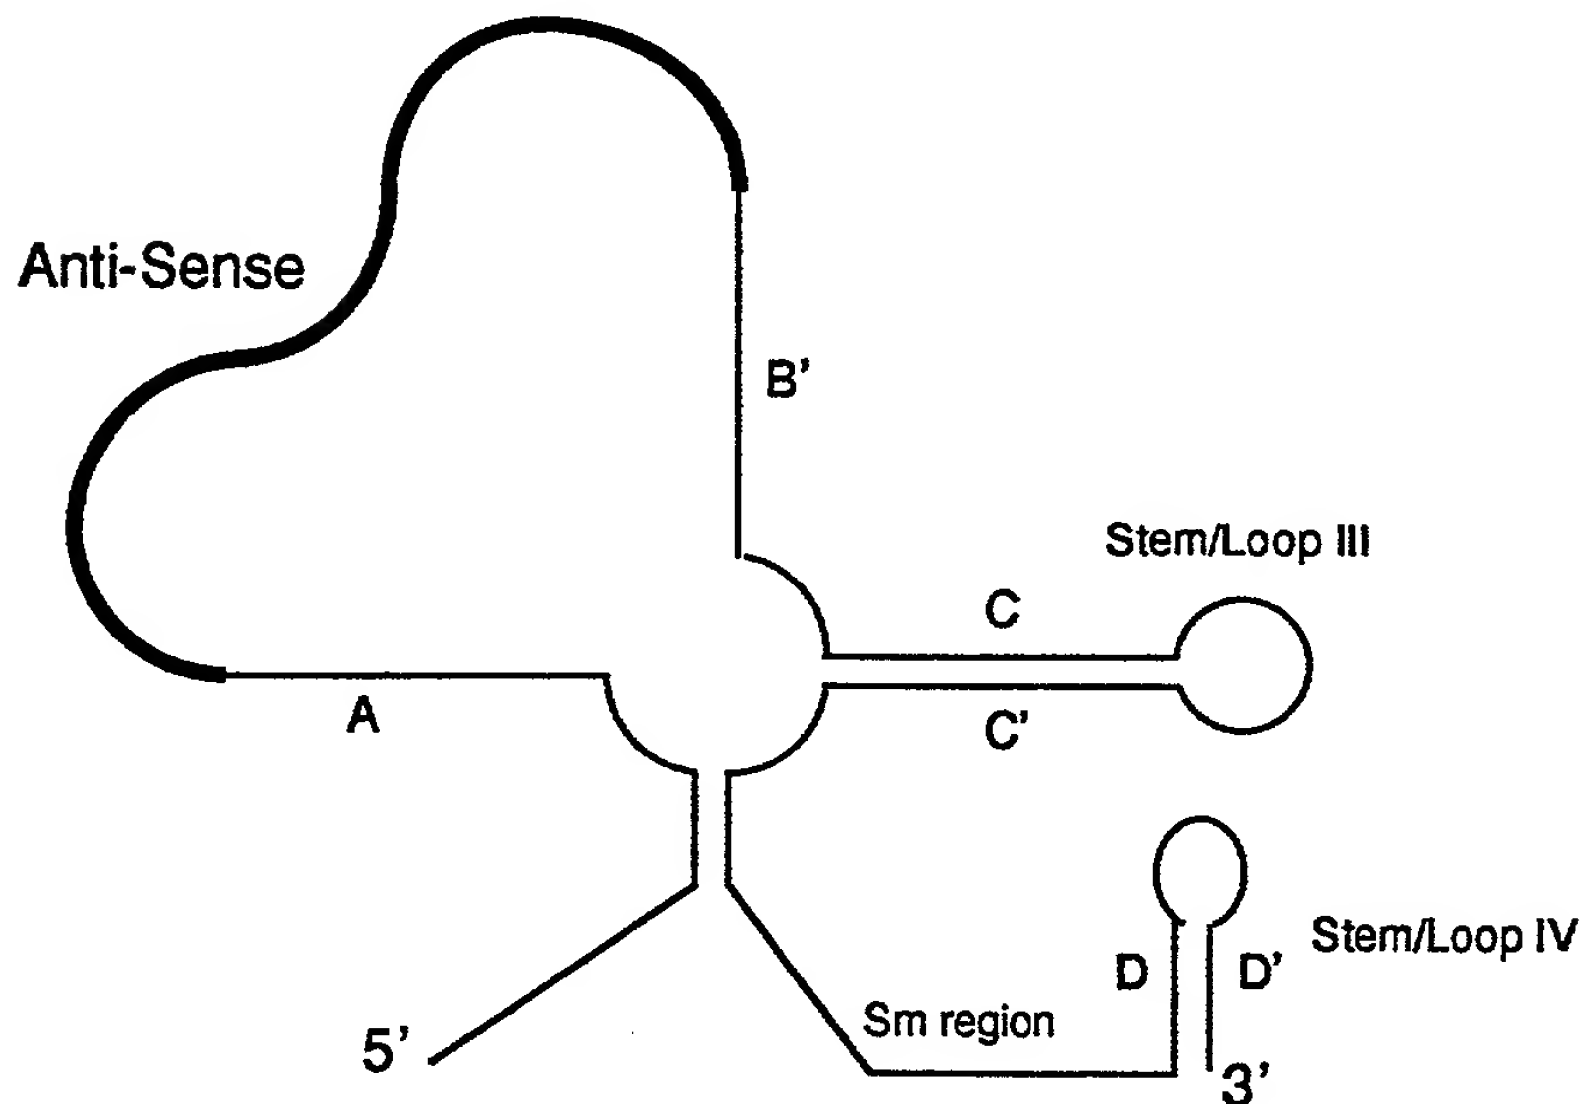 Anti-Sense
B'
Stem/Loop III
C
A
C'
Stem/Loop IV
D
D'
Sm region
5'
3'